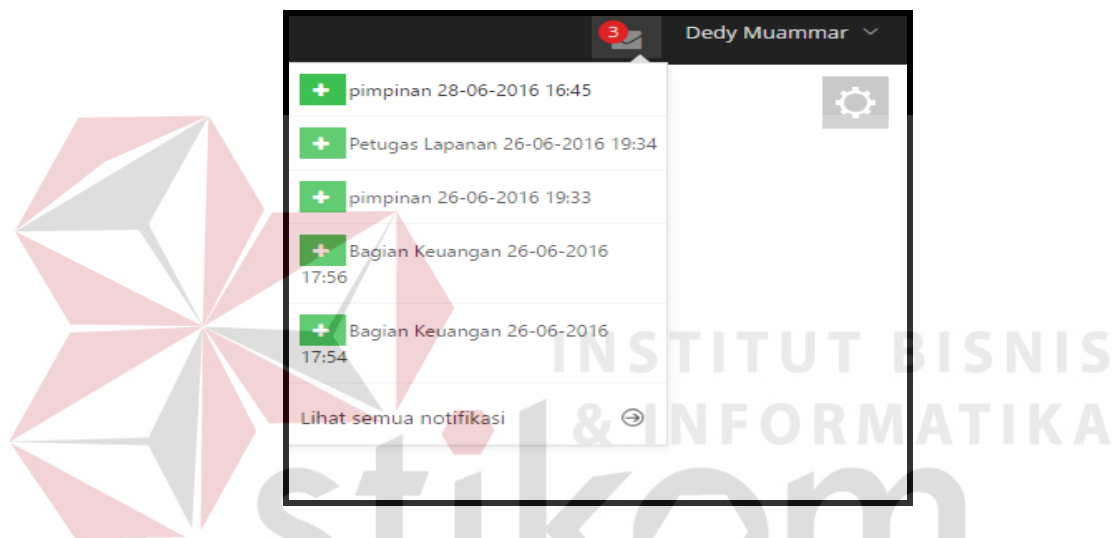 3
Dedy Muammar
pimpinan 28-06-2016 16:45
Petugas Lapanan 26-06-2016 19:34
pimpinan 26-06-2016 19:33
Bagian Keuangan 26-06-2016
17:56
Bagian Keuangan 26-06-2016
17:54
Lihat semua notifikasi
INSTITUT BISNIS
& INFORMATIKA
stikom